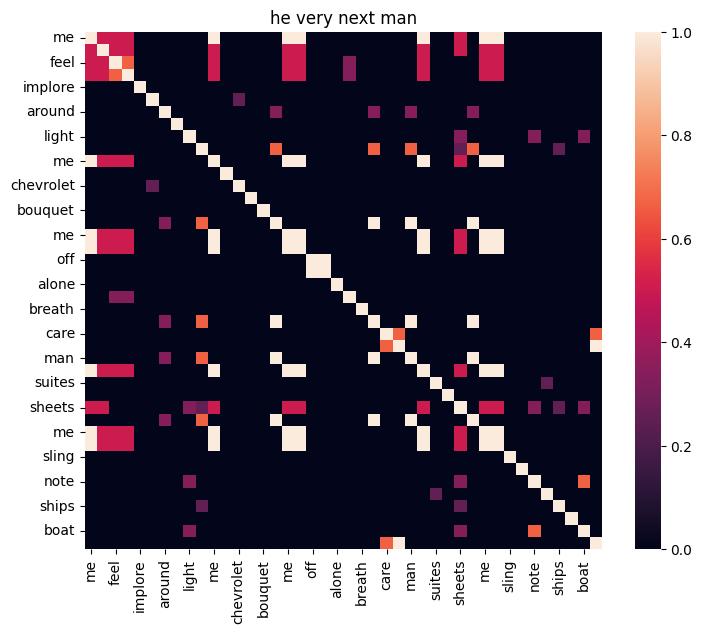 he very next man
me
feel
implore
around
light
me
chevrolet
bouquet
me
off
alone
breath
care
man
suites
sheets
me
sling
note
ships
boat
me
feel
implore
around
light
me
chevrolet
bouquet
me
off
alone
breath
care
man
suites
sheets
me
sling
note
ships
boat
1.0
0.8
0.6
0.4
0.2
0.0